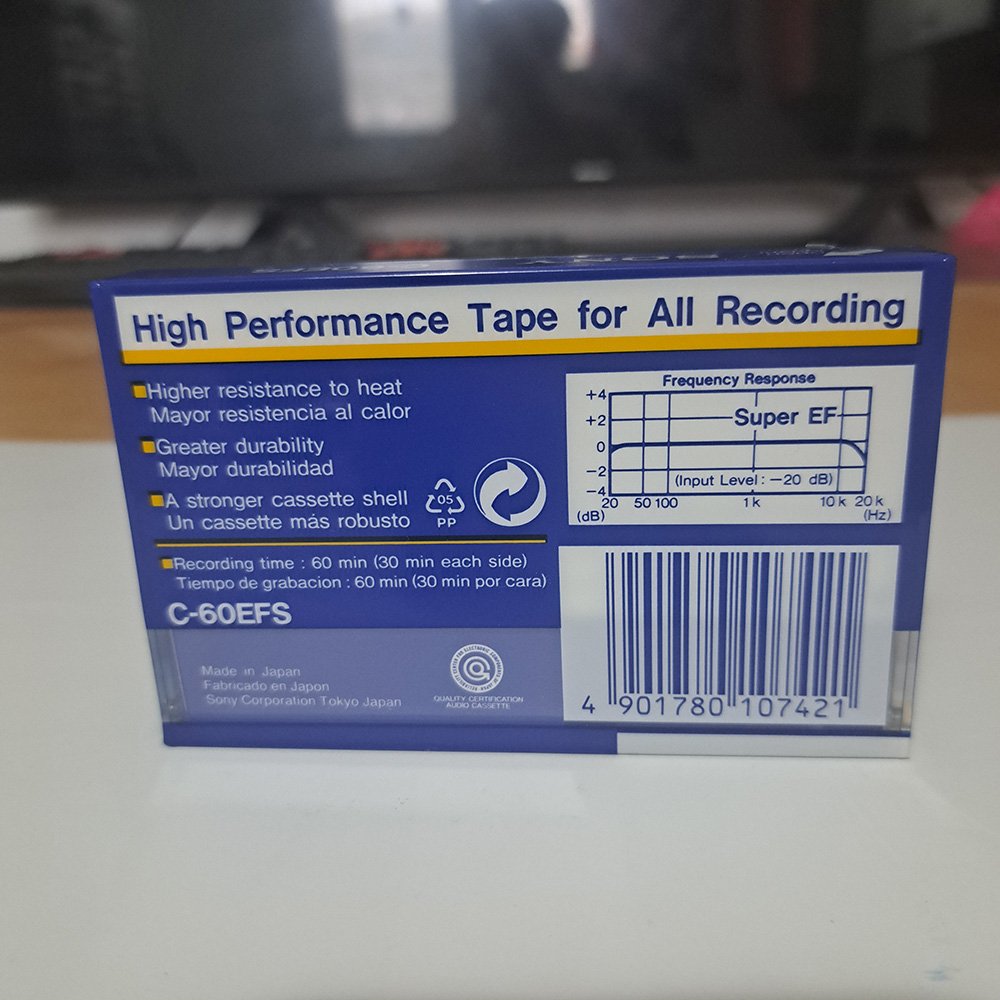 High Performance Tape for All Recording
Higher resistance to heat
Mayor resistencia al calor
Greater durability
Mayor durabilidad
A stronger cassette shell
Un cassette más robusto
05
PP
Recording time : 60 min (30 min each side)
Tiempo de grabacion : 60 min (30 min por cara)
C-60EFS
Made in Japan
Fabricado en Japon
Sony Corporation Tokyo Japan
QUALITY CERTIFICATION
AUDIO CASSETTE
Frequency Response
+4
+2
0
−2
−4
Super EF
(Input Level : −20 dB)
20 50 100 1 k 10 k 20 k
(dB) (Hz)
4 901780 107421